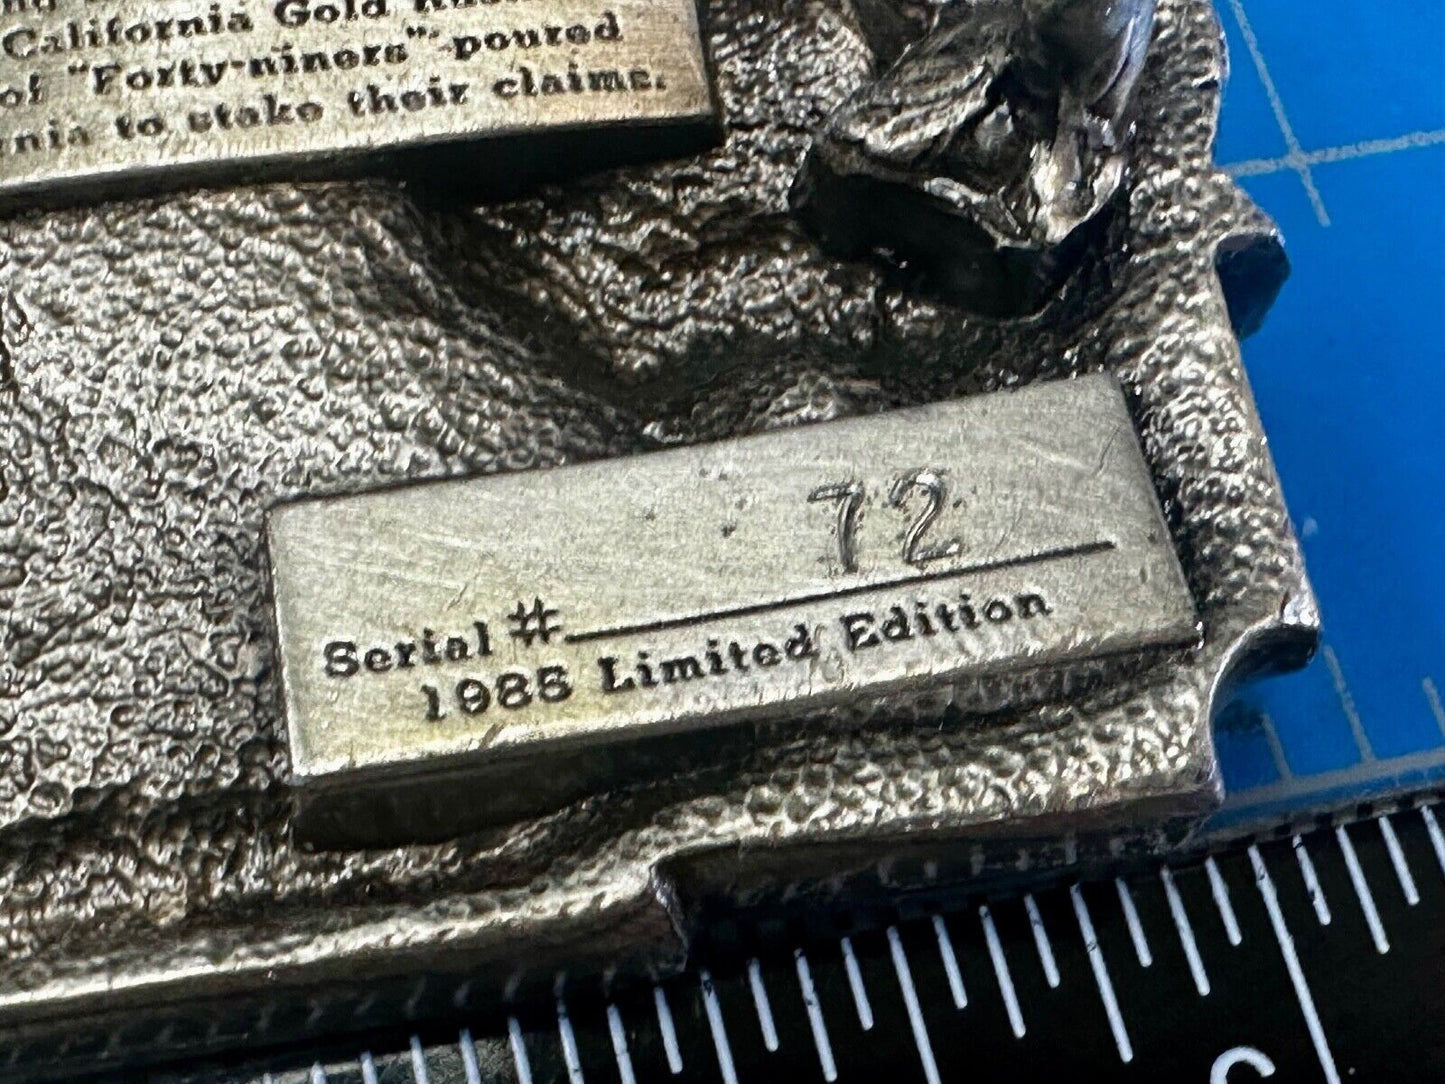 California Gold
of "Forty-niners" poured
to stake their claims.
72
Serial #
1985 Limited Edition